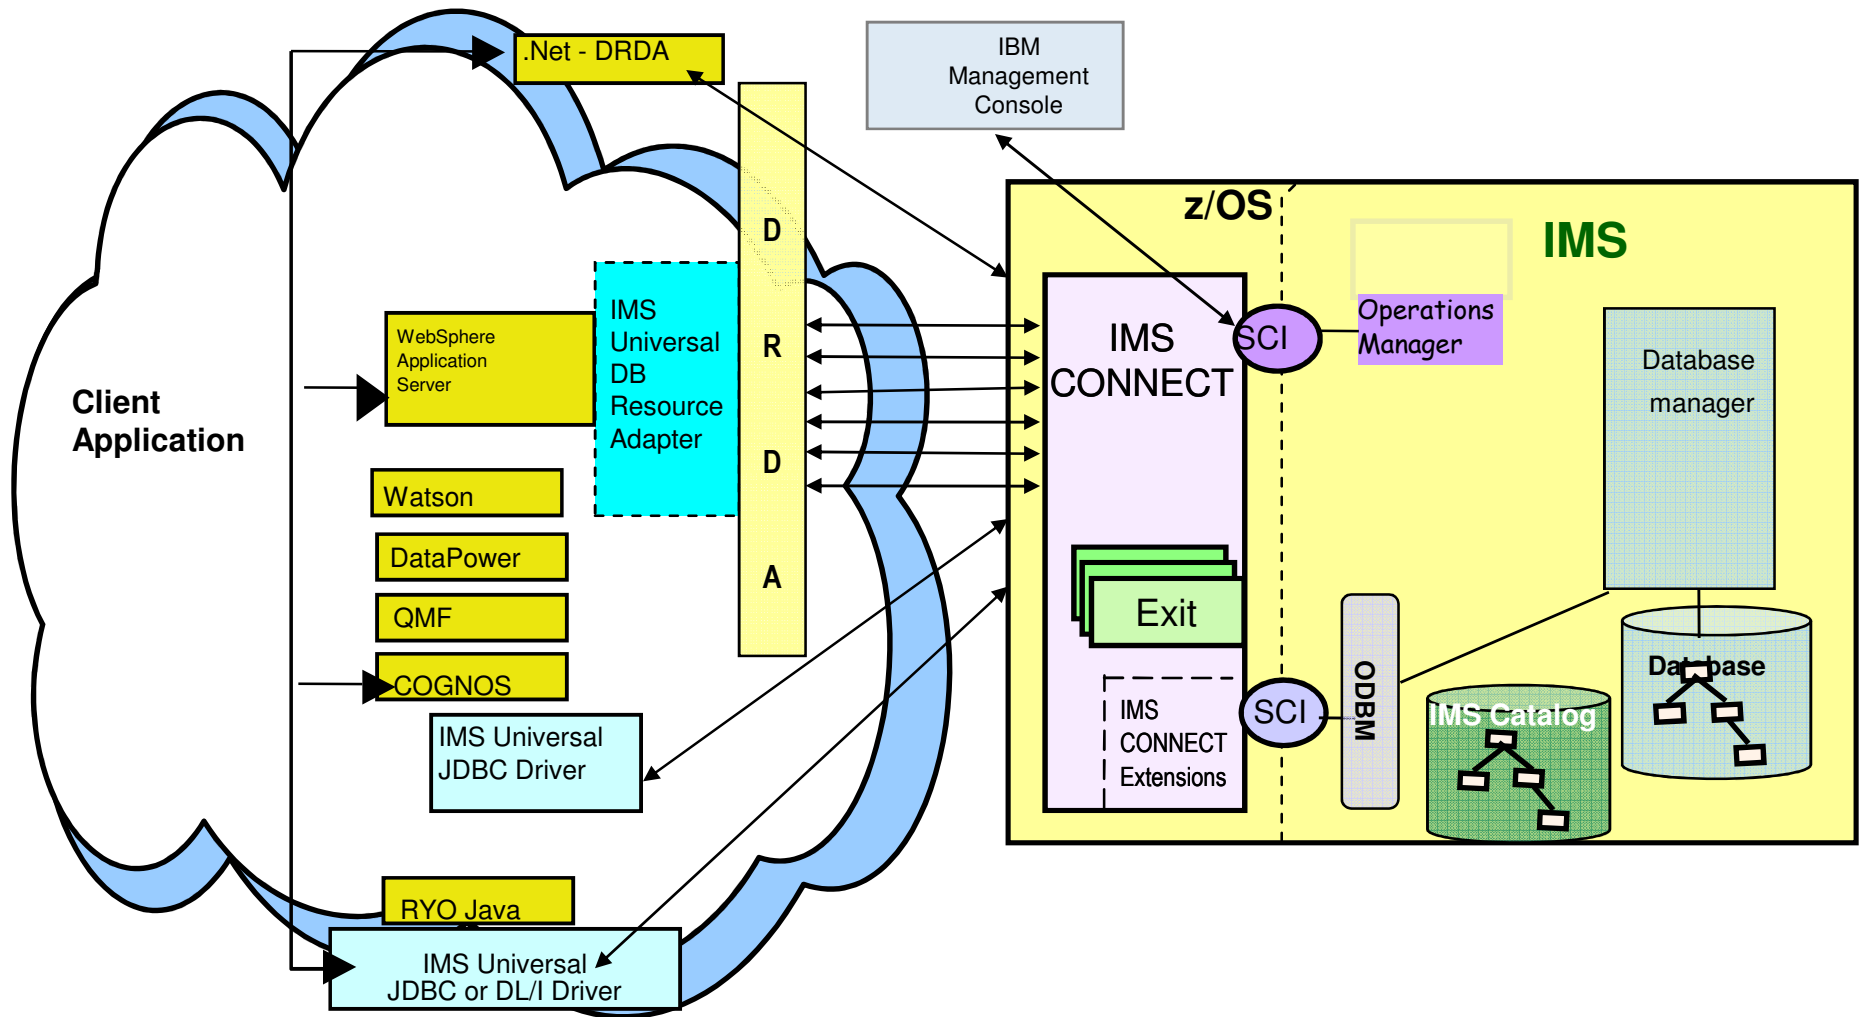 .Net - DRDA
IBM
Management
Console
z/OS
IMS
D
R
D
A
IMS
Universal
DB
Resource
Adapter
WebSphere
Application
Server
Client
Application
Watson
DataPower
QMF
COGNOS
IMS Universal
JDBC Driver
RYO Java
IMS Universal
JDBC or DL/I Driver
IMS
CONNECT
SCI
Operations
Manager
Database
manager
Exit
IMS
CONNECT
Extensions
SCI
ODBM
IMS Catalog
Database